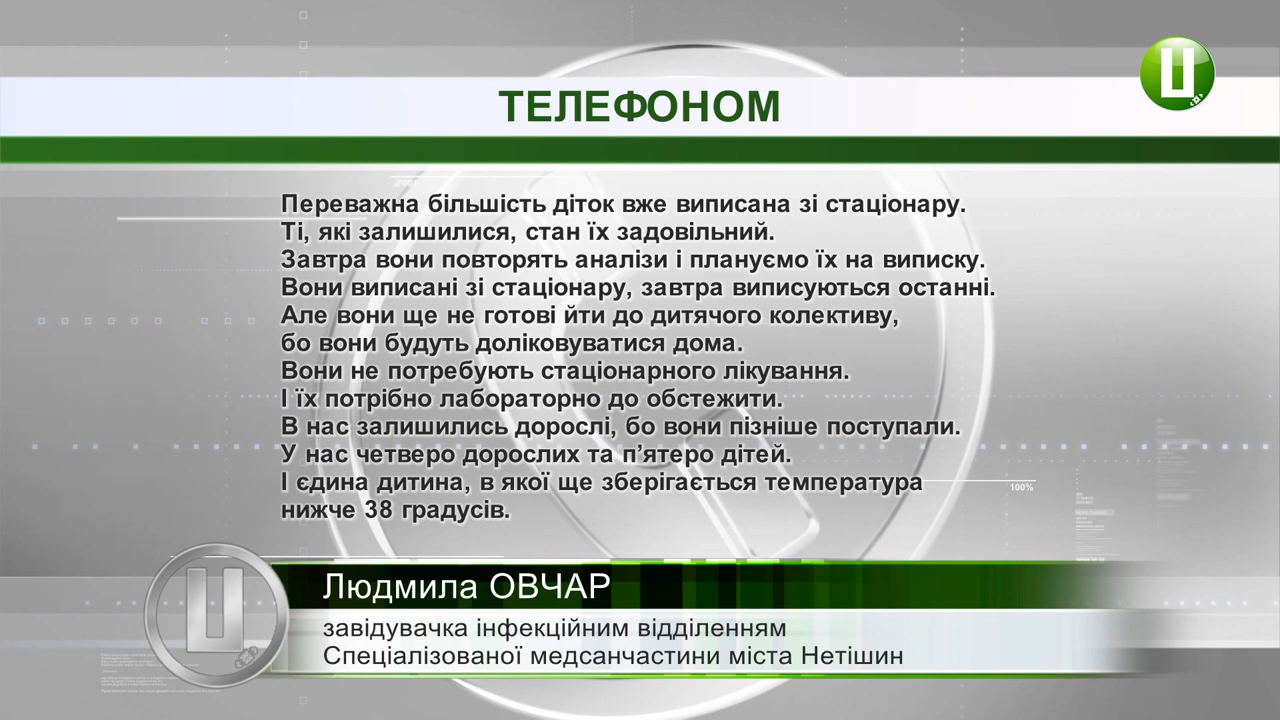 ТЕЛЕФОНОМ
Ц
Переважна більшість діток вже виписана зі стаціонару.
Ті, які залишилися, стан їх задовільний.
Завтра вони повторять аналізи і плануємо їх на виписку.
Вони виписані зі стаціонару, завтра виписуються останні.
Але вони ще не готові йти до дитячого колективу,
бо вони будуть доліковуватися дома.
Вони не потребують стаціонарного лікування.
І їх потрібно лабораторно до обстежити.
В нас залишились дорослі, бо вони пізніше поступали.
У нас четверо дорослих та п’ятеро дітей.
І єдина дитина, в якої ще зберігається температура
нижче 38 градусів.
100%
Ц
Людмила ОВЧАР
завідувачка інфекційним відділенням
Спеціалізованої медсанчастини міста Нетішин